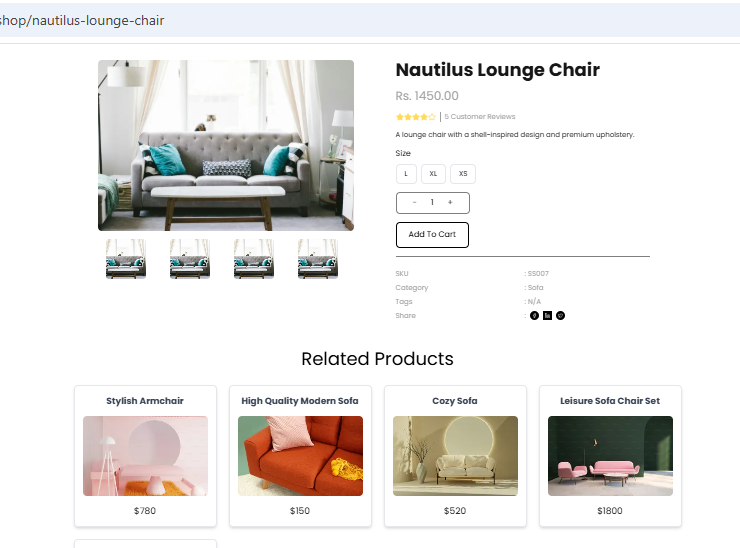 shop/nautilus-lounge-chair
Nautilus Lounge Chair
Rs. 1450.00
5 Customer Reviews
A lounge chair with a shell-inspired design and premium upholstery.
Size
L XL XS
- 1 +
Add To Cart
SKU : SS007
Category : Sofa
Tags : N/A
Share :
Related Products
Stylish Armchair
$780
High Quality Modern Sofa
$150
Cozy Sofa
$520
Leisure Sofa Chair Set
$1800